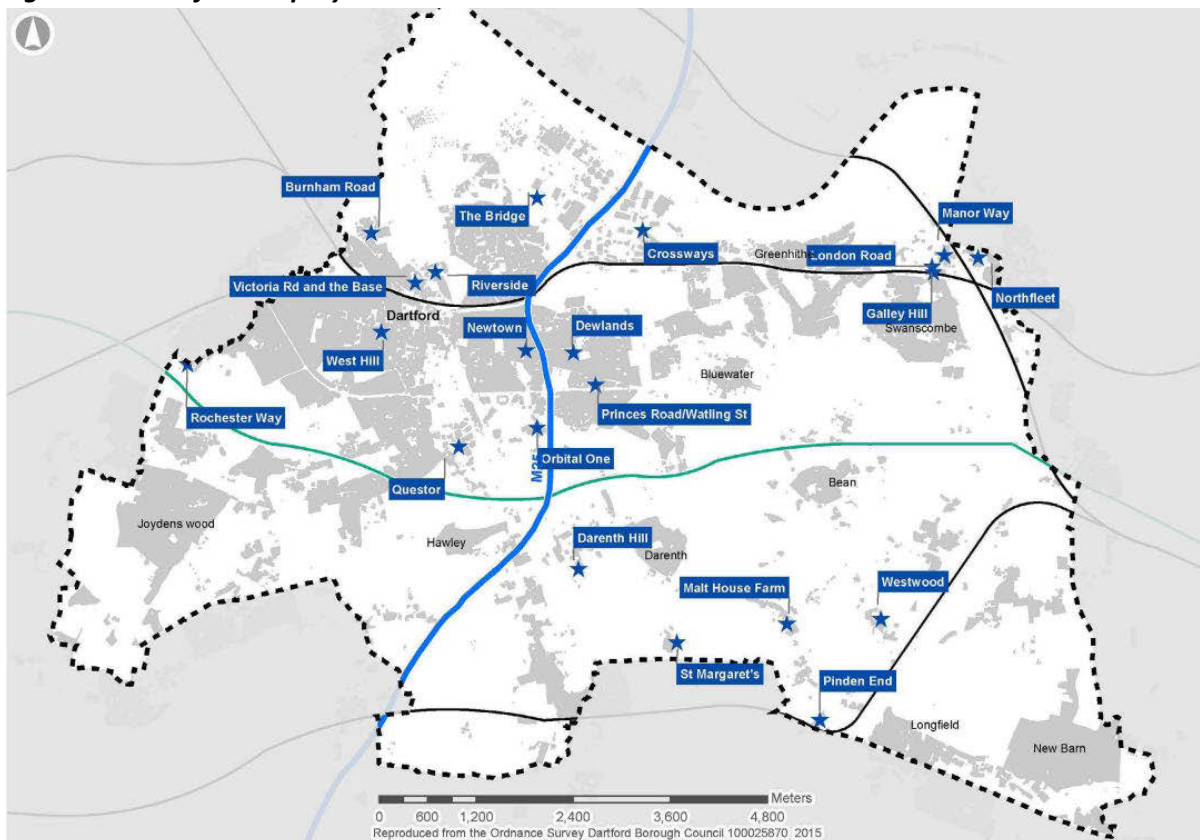 Burnham Road
The Bridge
Manor Way
Crossways
Greenhithe
London Road
Victoria Rd and the Base
Riverside
Northfleet
Dartford
Galley Hill
Newtown
Dewlands
Swanscombe
West Hill
Bluewater
Rochester Way
Princes Road/Watling St
Orbital One
M25
Questor
Bean
Joydens wood
Hawley
Darenth Hill
Darenth
Malt House Farm
Westwood
St Margaret's
Pinden End
Longfield
New Barn
Meters
0 600 1,200 2,400 3,600 4,800
Reproduced from the Ordnance Survey Dartford Borough Council 100025870 2015